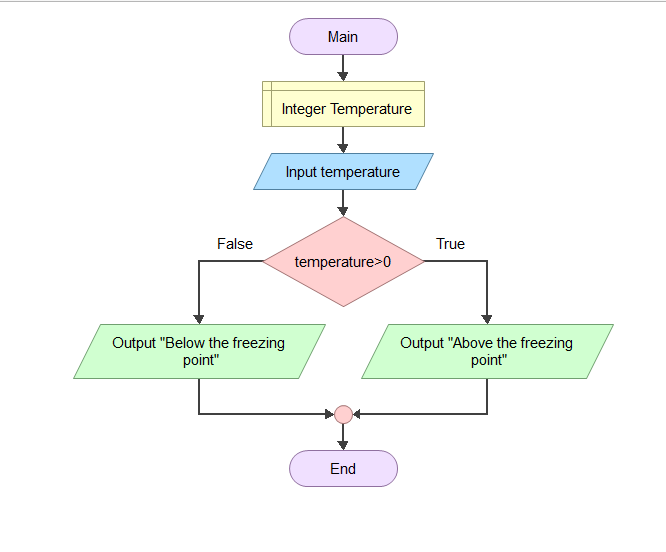 Main
Integer Temperature
Input temperature
False
True
temperature>0
Output "Below the freezing
point"
Output "Above the freezing
point"
End